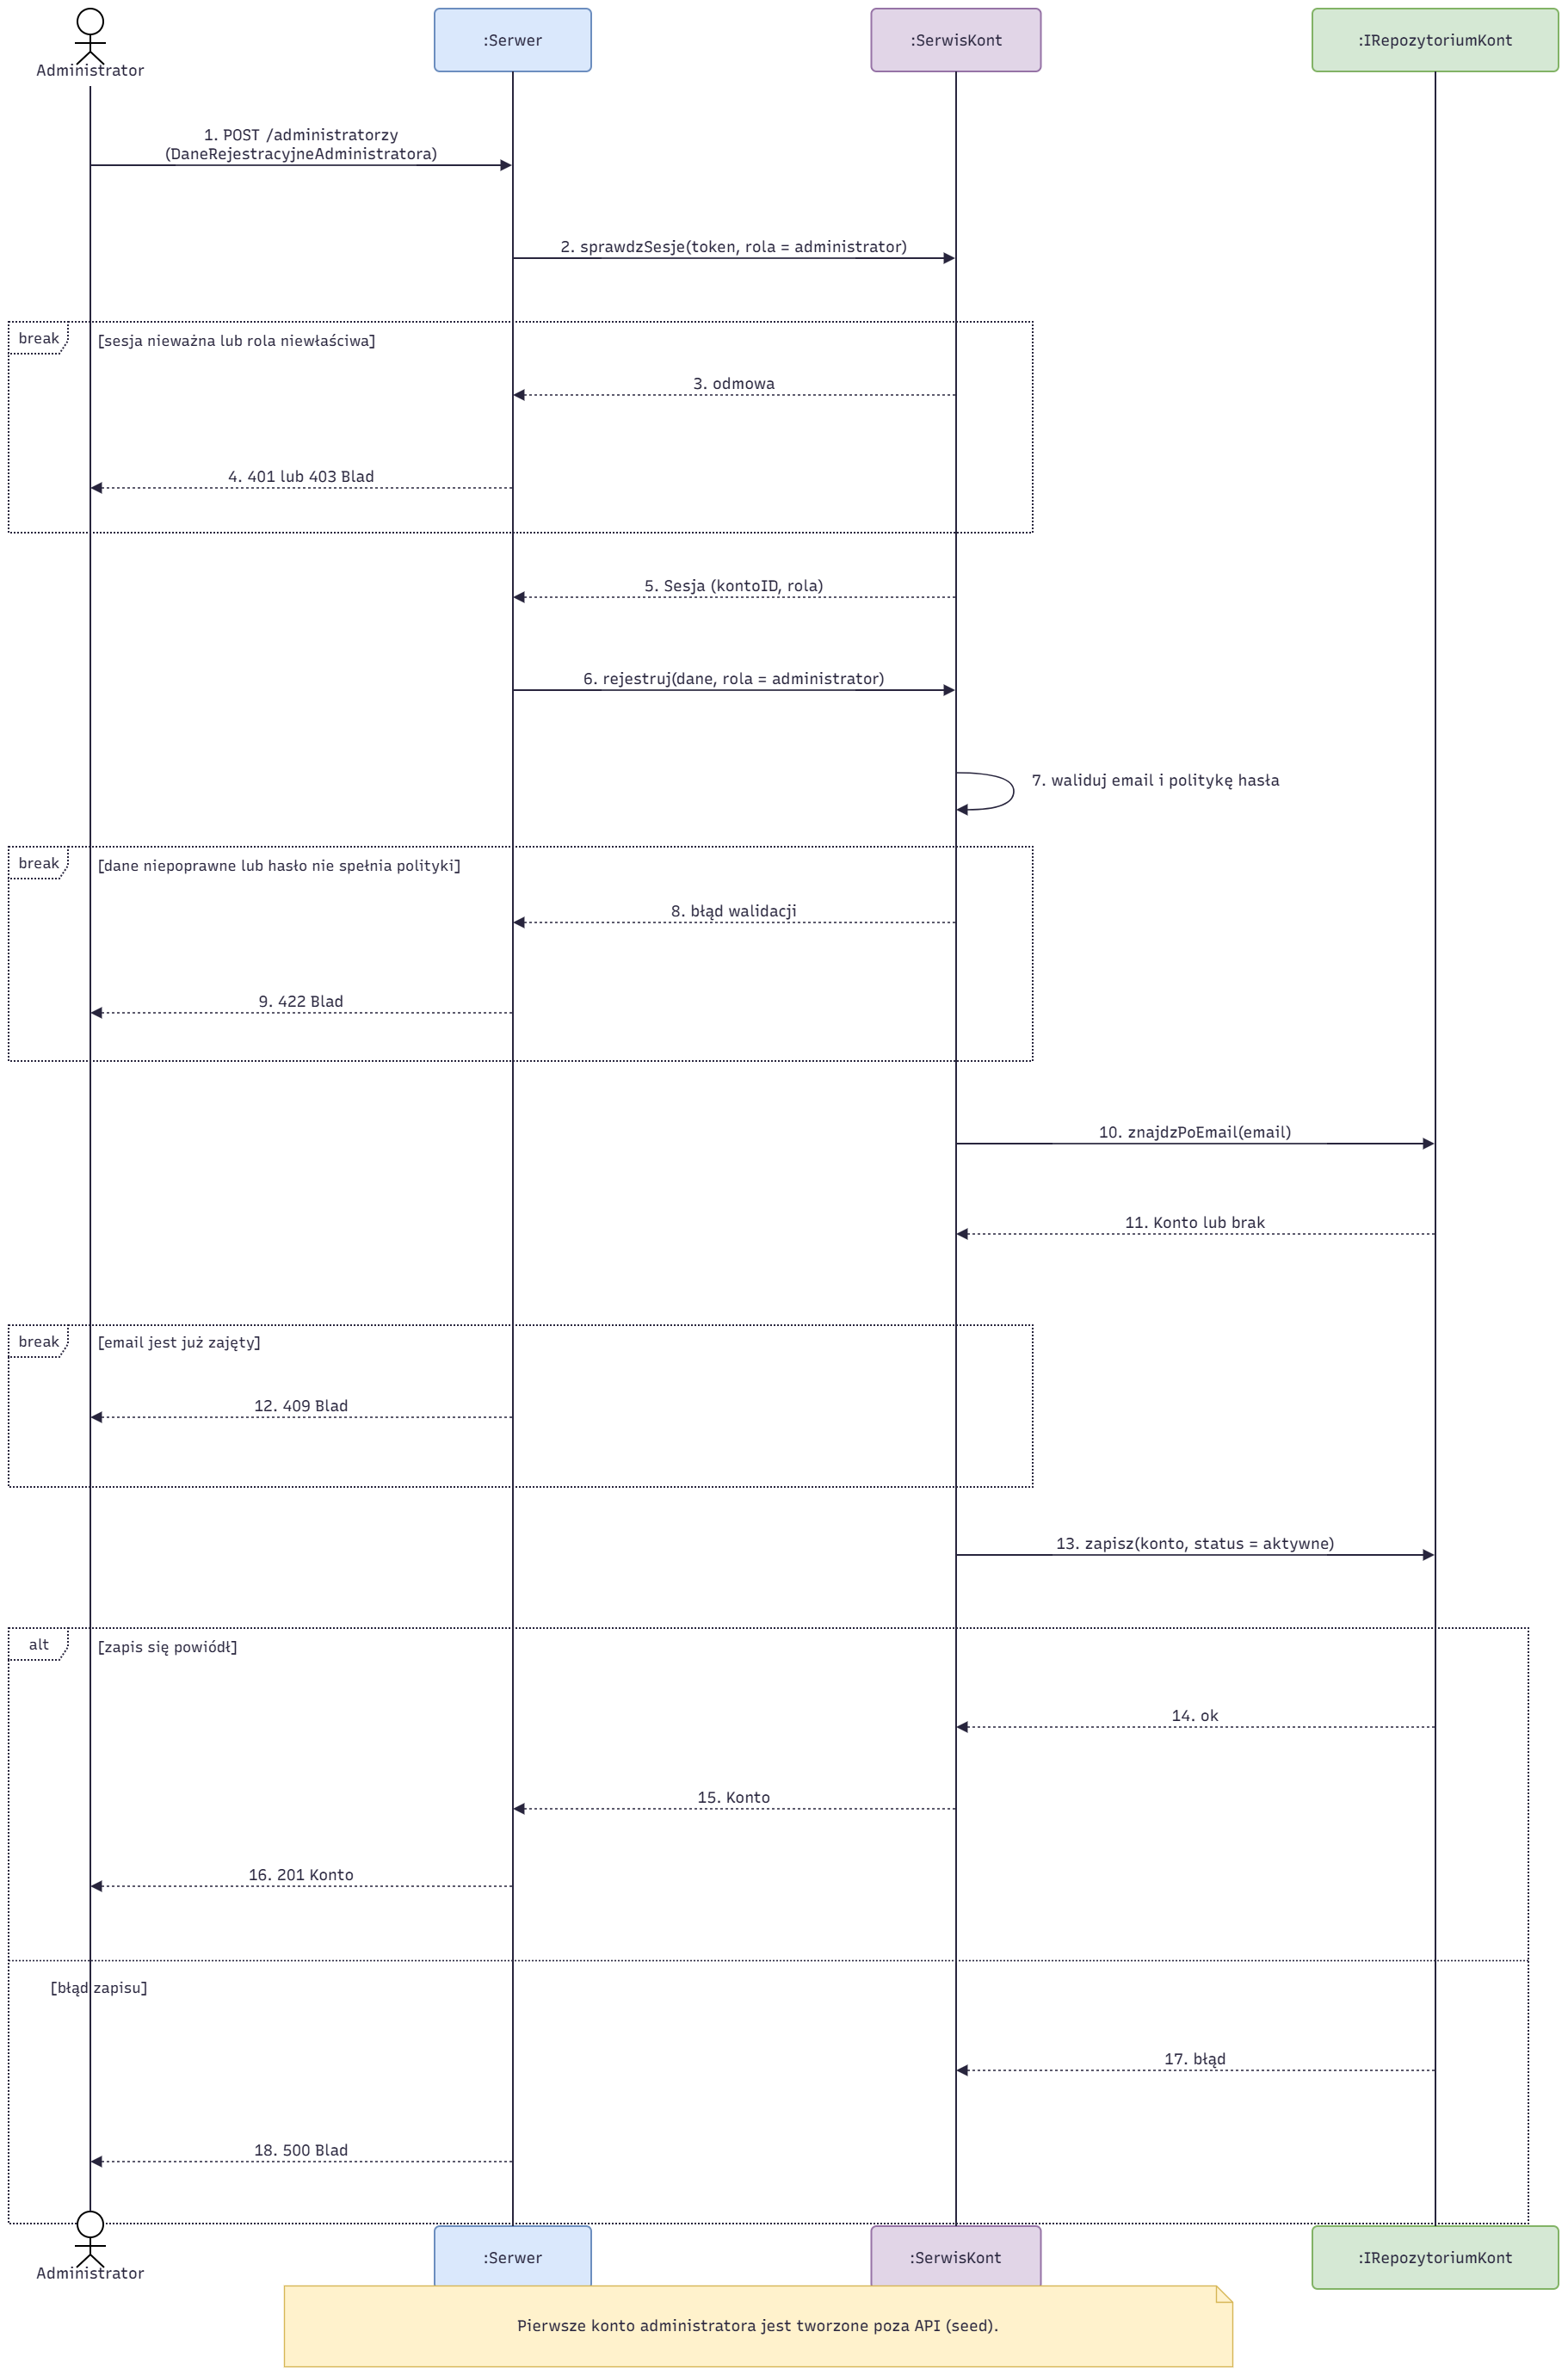 Administrator
:Serwer
:SerwisKont
:IRepozytoriumKont
1. POST /administratorzy
(DaneRejestracyjneAdministratora)
2. sprawdzSesje(token, rola = administrator)
break
[sesja nieważna lub rola niewłaściwa]
3. odmowa
4. 401 lub 403 Blad
5. Sesja (kontoID, rola)
6. rejestruj(dane, rola = administrator)
7. waliduj email i politykę hasła
break
[dane niepoprawne lub hasło nie spełnia polityki]
8. błąd walidacji
9. 422 Blad
10. znajdzPoEmail(email)
11. Konto lub brak
break
[email jest już zajęty]
12. 409 Blad
13. zapisz(konto, status = aktywne)
alt
[zapis się powiódł]
14. ok
15. Konto
16. 201 Konto
[błąd zapisu]
17. błąd
18. 500 Blad
Administrator
:Serwer
:SerwisKont
:IRepozytoriumKont
Pierwsze konto administratora jest tworzone poza API (seed).